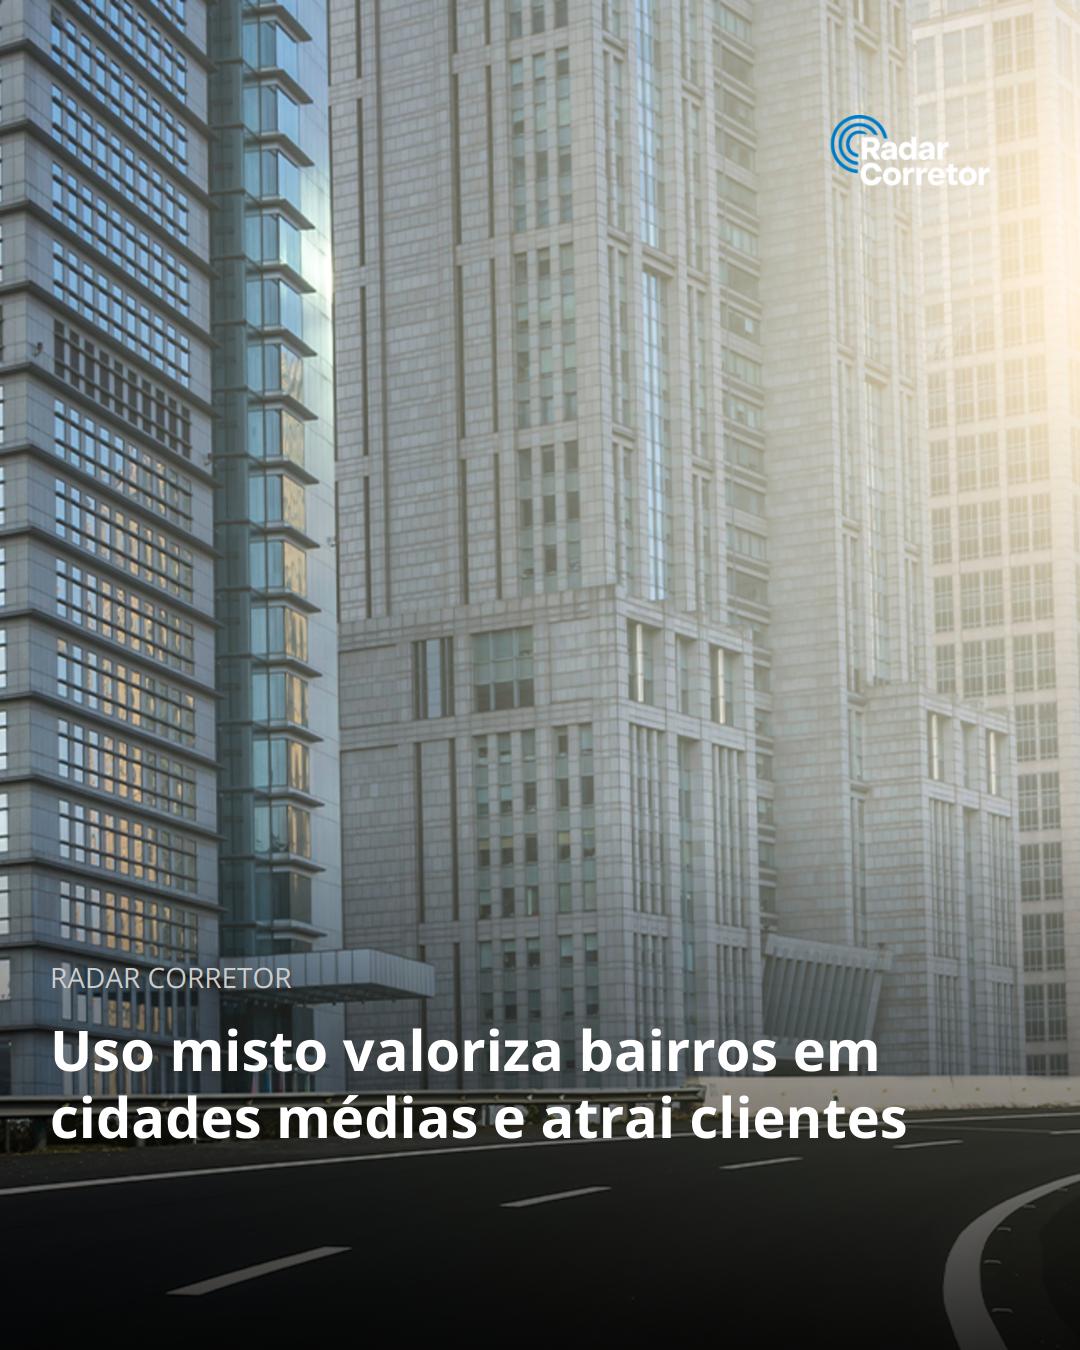 Radar
Corretor
RADAR CORRETOR
Uso misto valoriza bairros em
cidades médias e atrai clientes